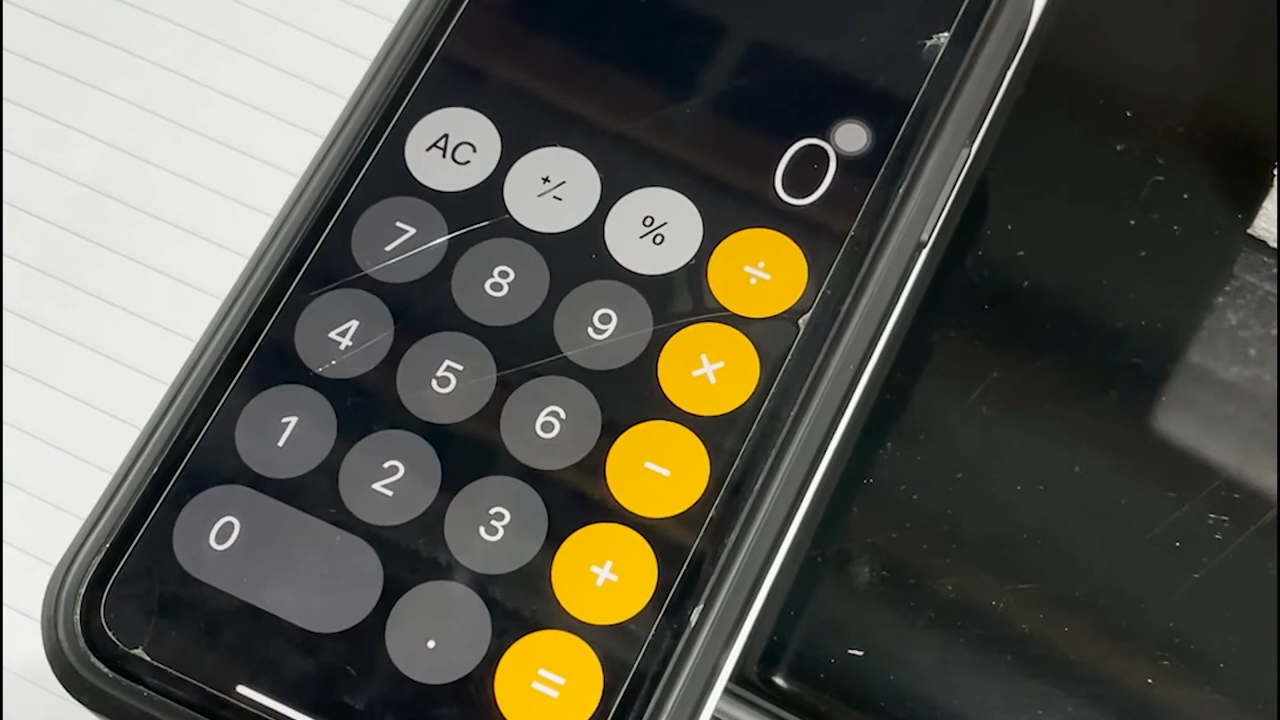 0
AC +/- % ÷
7 8 9 ×
4 5 6 −
1 2 3 +
0 . =